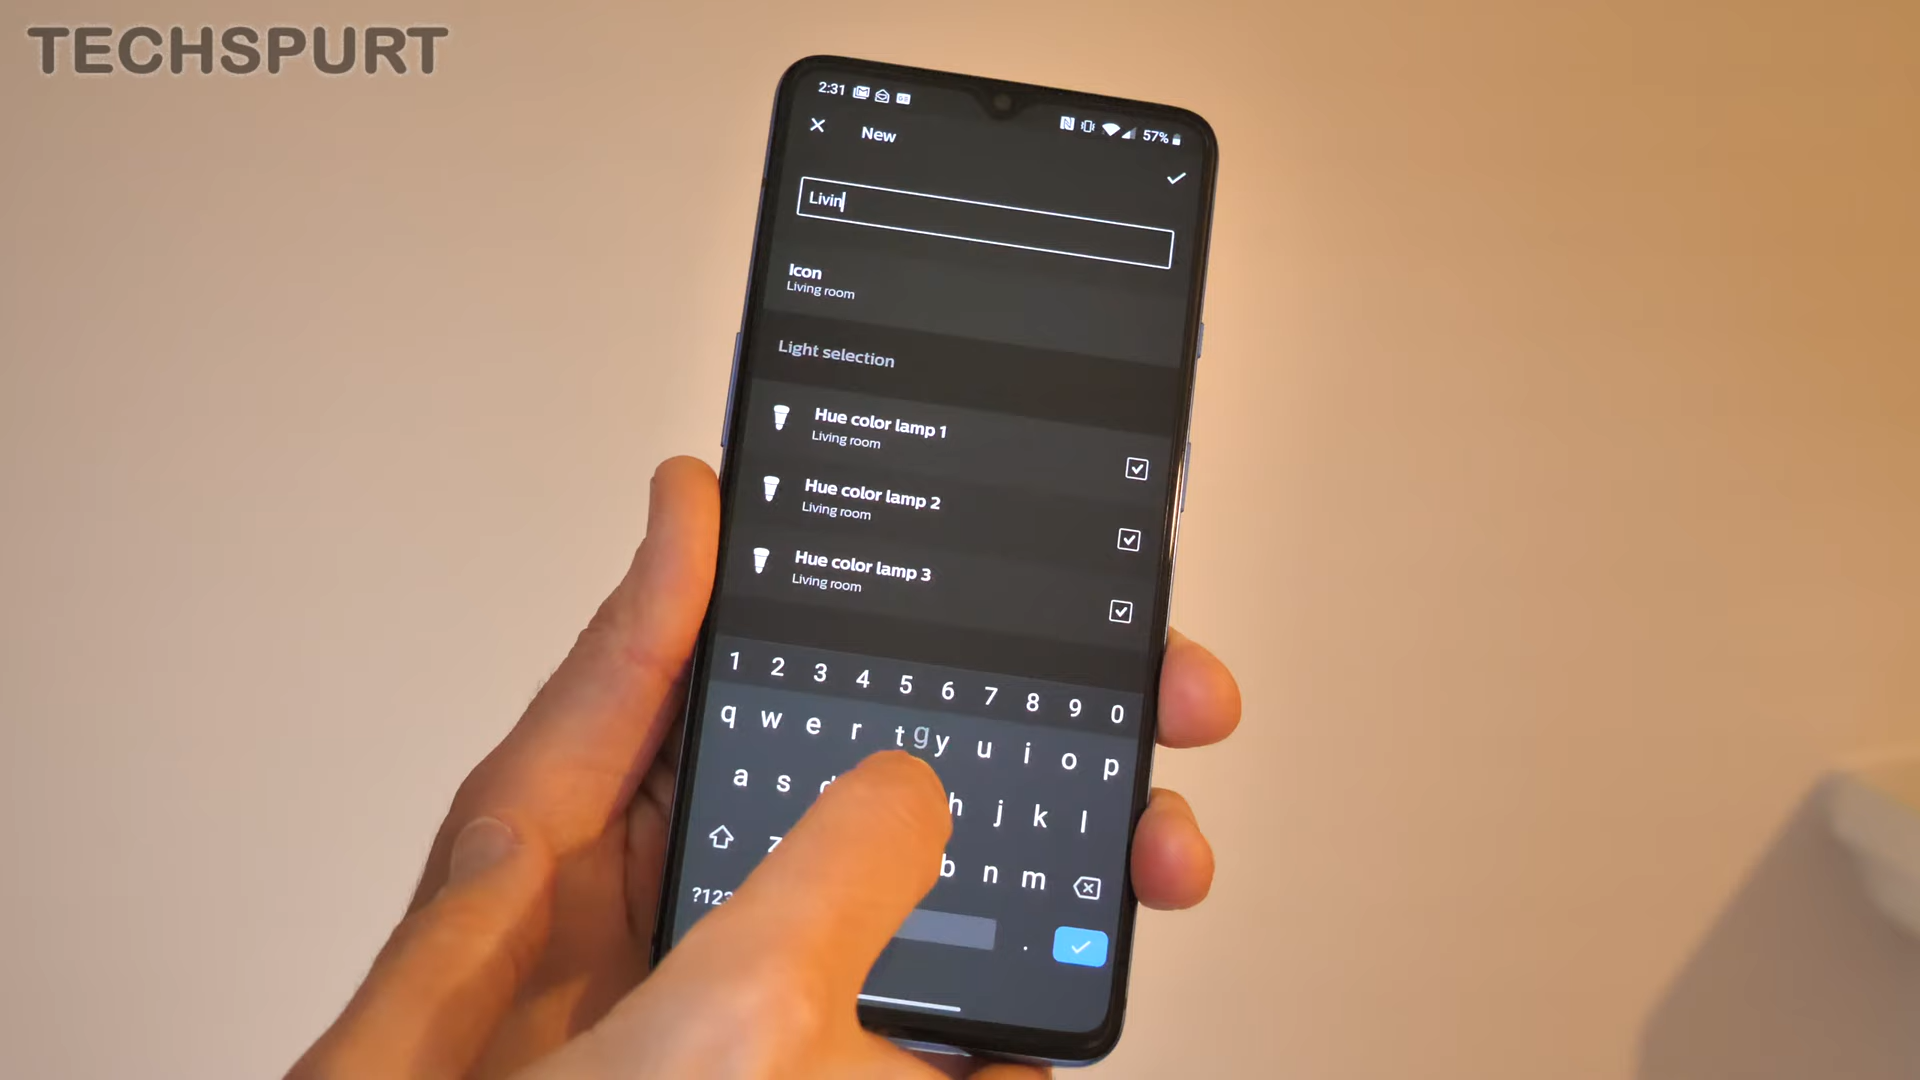 TECHSPURT
2:31
57%
New
Livin
Icon
Living room
Light selection
Hue color lamp 1
Living room
Hue color lamp 2
Living room
Hue color lamp 3
Living room
1 2 3 4 5 6 7 8 9 0
q w e r t g y u i o p
a s d h j k l
z b n m
?123 .